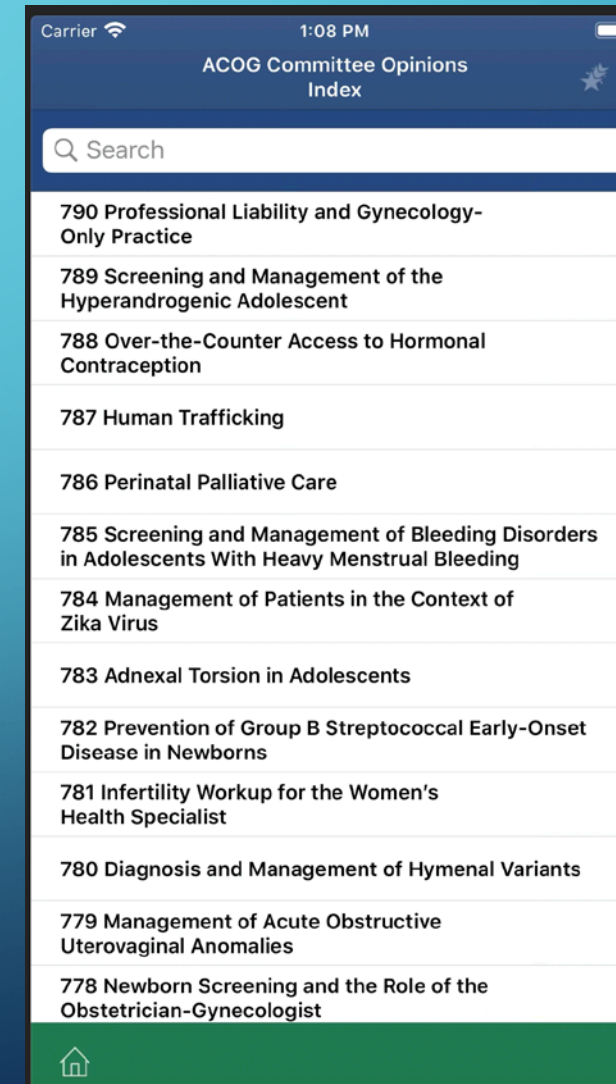 Carrier 1:08 PM
ACOG Committee Opinions
Index
Search
790 Professional Liability and Gynecology-
Only Practice
789 Screening and Management of the
Hyperandrogenic Adolescent
788 Over-the-Counter Access to Hormonal
Contraception
787 Human Trafficking
786 Perinatal Palliative Care
785 Screening and Management of Bleeding Disorders
in Adolescents With Heavy Menstrual Bleeding
784 Management of Patients in the Context of
Zika Virus
783 Adnexal Torsion in Adolescents
782 Prevention of Group B Streptococcal Early-Onset
Disease in Newborns
781 Infertility Workup for the Women's
Health Specialist
780 Diagnosis and Management of Hymenal Variants
779 Management of Acute Obstructive
Uterovaginal Anomalies
778 Newborn Screening and the Role of the
Obstetrician-Gynecologist